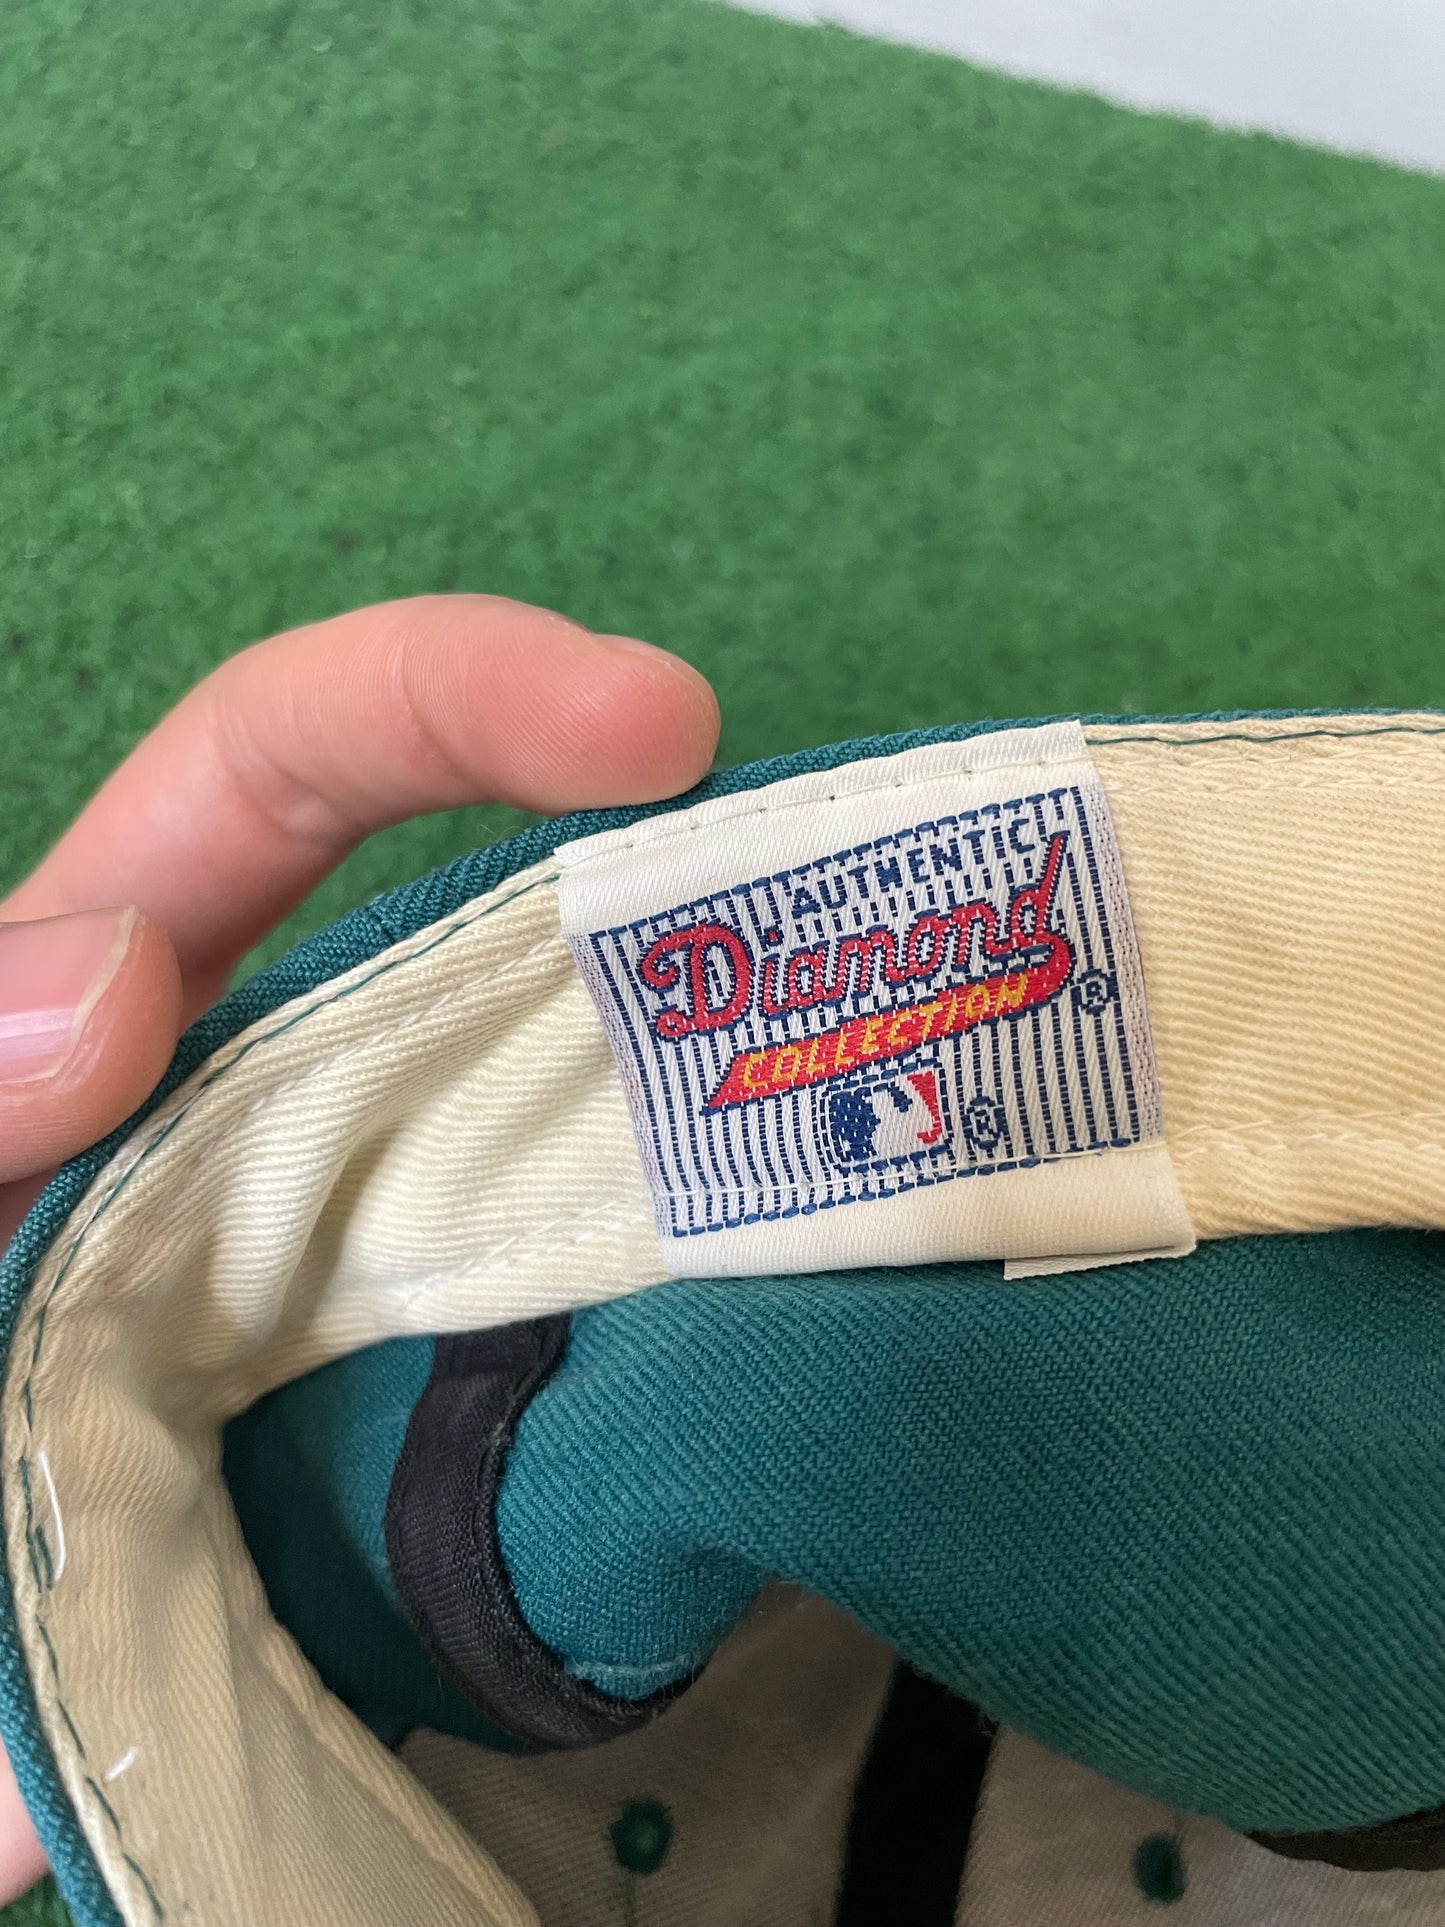 AUTHENTIC
Diamond
COLLECTION
®
®